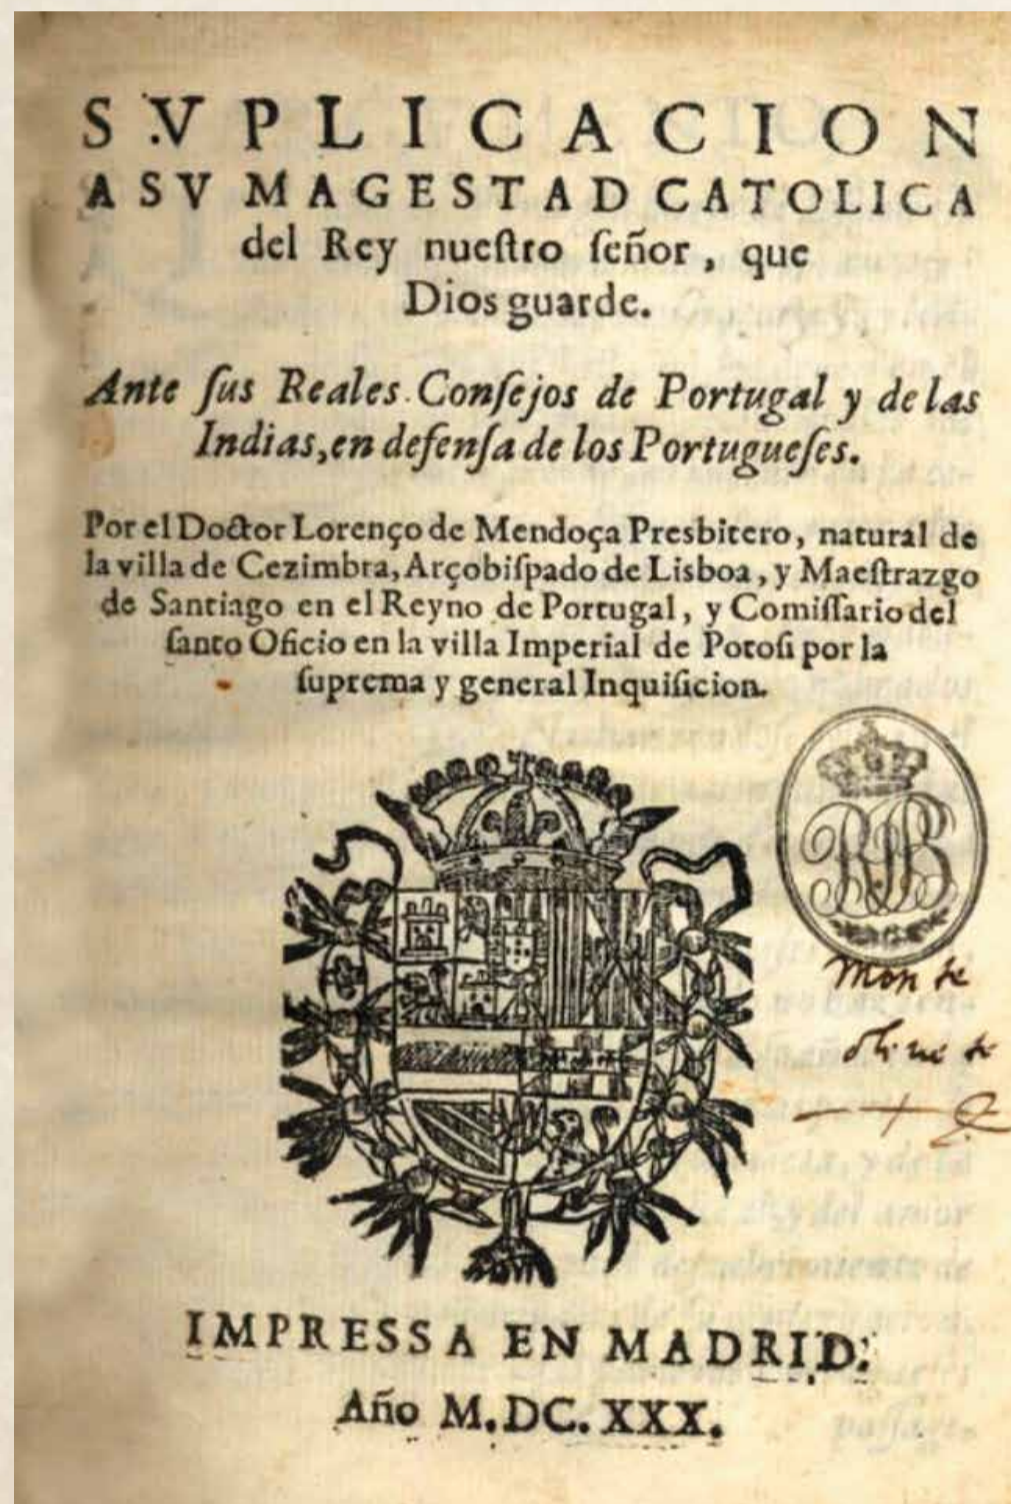 SVPLICACION
A SV MAGESTAD CATOLICA
del Rey nueſtro ſeñor, que
Dios guarde.
Ante ſus Reales Conſejos de Portugal y de las
Indias, en defenſa de los Portugueſes.
Por el Doctor Lorenço de Mendoça Presbitero, natural de
la villa de Cezimbra, Arçobiſpado de Lisboa, y Maeſtrazgo
de Santiago en el Reyno de Portugal, y Comiſſario del
ſanto Oficio en la villa Imperial de Potoſi por la
ſuprema y general Inquiſicion.
Monte
oliuete
IMPRESSA EN MADRID.
Año M.DC.XXX.